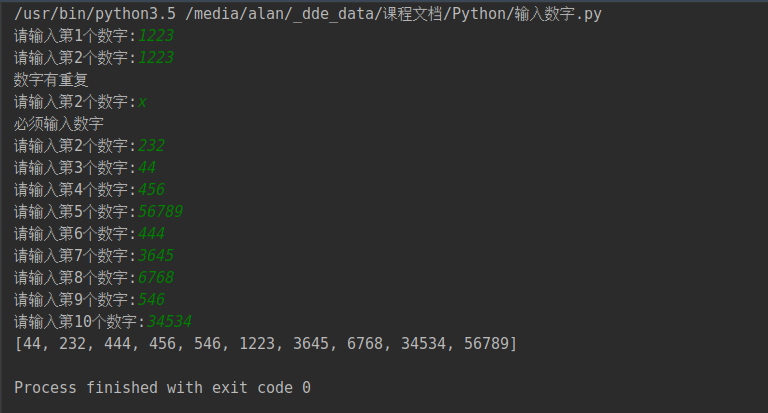 /usr/bin/python3.5 /media/alan/_dde_data/课程文档/Python/输入数字.py
请输入第1个数字:1223
请输入第2个数字:1223
数字有重复
请输入第2个数字:x
必须输入数字
请输入第2个数字:232
请输入第3个数字:44
请输入第4个数字:456
请输入第5个数字:56789
请输入第6个数字:444
请输入第7个数字:3645
请输入第8个数字:6768
请输入第9个数字:546
请输入第10个数字:34534
[44, 232, 444, 456, 546, 1223, 3645, 6768, 34534, 56789]
Process finished with exit code 0